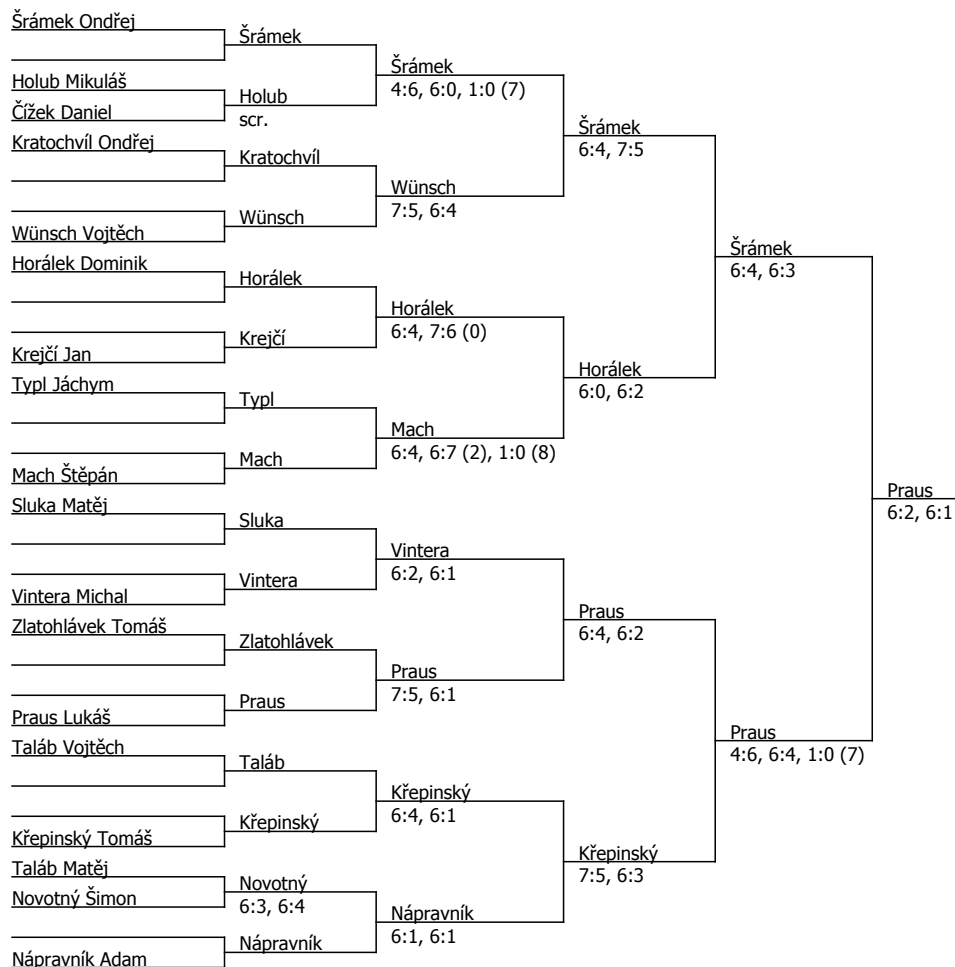 Šrámek Ondřej
Holub Mikuláš
Čížek Daniel
Kratochvíl Ondřej
Wünsch Vojtěch
Horálek Dominik
Krejčí Jan
Typl Jáchym
Mach Štěpán
Sluka Matěj
Vintera Michal
Zlatohlávek Tomáš
Praus Lukáš
Taláb Vojtěch
Křepinský Tomáš
Taláb Matěj
Novotný Šimon
Nápravník Adam
Šrámek
Holub
scr.
Kratochvíl
Wünsch
Horálek
Krejčí
Typl
Mach
Sluka
Vintera
Zlatohlávek
Praus
Taláb
Křepinský
Novotný
6:3, 6:4
Nápravník
Šrámek
4:6, 6:0, 1:0 (7)
Wünsch
7:5, 6:4
Horálek
6:4, 7:6 (0)
Mach
6:4, 6:7 (2), 1:0 (8)
Vintera
6:2, 6:1
Praus
7:5, 6:1
Křepinský
6:4, 6:1
Nápravník
6:1, 6:1
Šrámek
6:4, 7:5
Horálek
6:0, 6:2
Praus
6:4, 6:2
Křepinský
7:5, 6:3
Šrámek
6:4, 6:3
Praus
4:6, 6:4, 1:0 (7)
Praus
6:2, 6:1